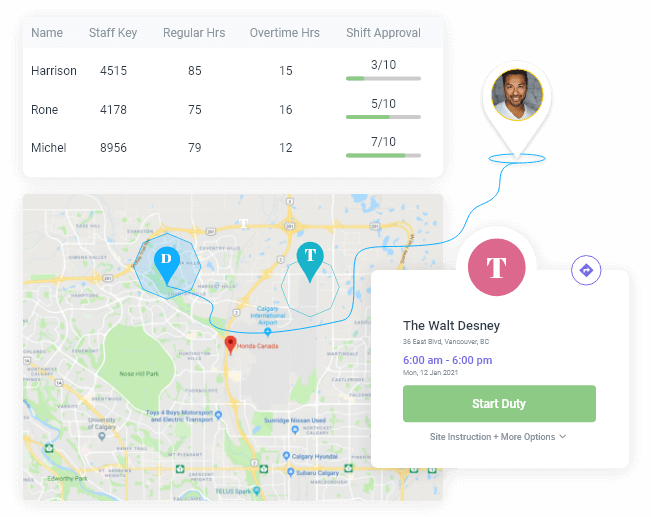 Name Staff Key Regular Hrs Overtime Hrs Shift Approval
Harrison 4515 85 15 3/10
Rone 4178 75 16 5/10
Michel 8956 79 12 7/10
T
D
T
T
Calgary
International
Airport
Honda Canada
Nose Hill Park
University
of Calgary
Toys 4 Boys Motorsport
and Electric Transport
Sunridge Nissan Used
Calgary Hyundai
Subaru Calgary
Edworthy Park
TELUS Spark
The Walt Desney
36 East Blvd, Vancouver, BC
6:00 am - 6:00 pm
Mon, 12 Jan 2021
Start Duty
Site Instruction + More Options